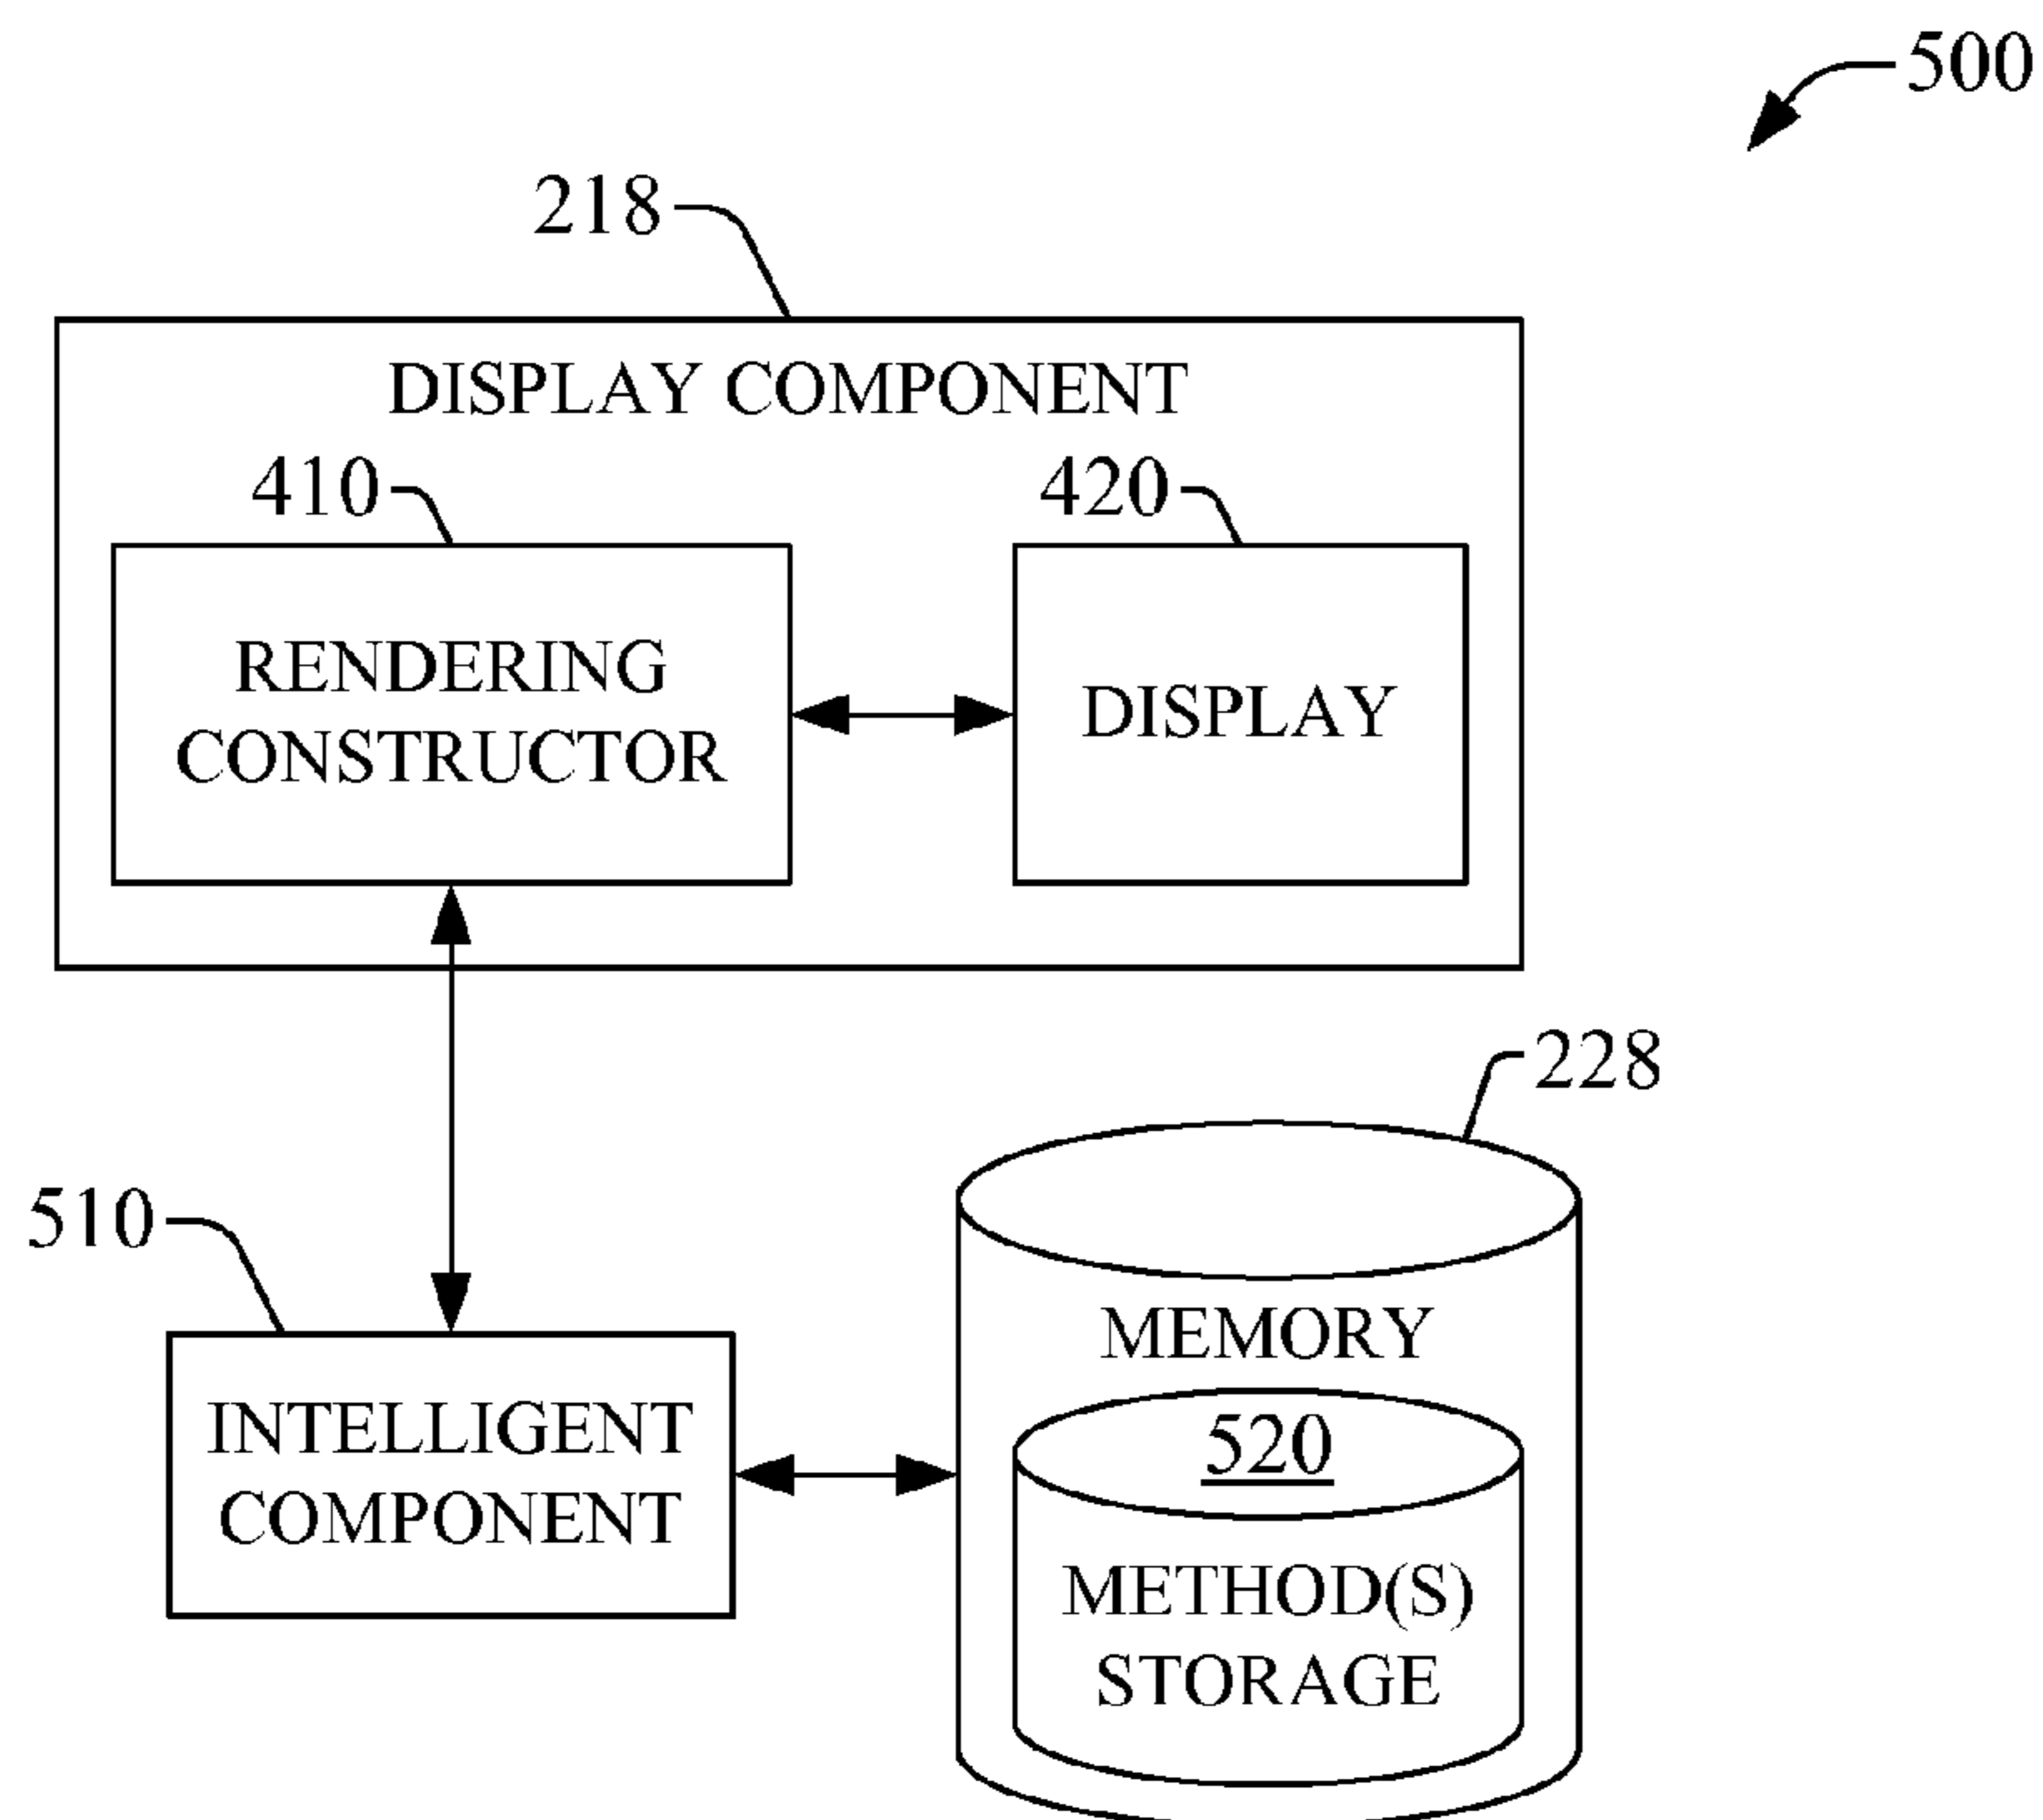 500
218
DISPLAY COMPONENT
410
420
RENDERING
CONSTRUCTOR
DISPLAY
228
510
MEMORY
INTELLIGENT
COMPONENT
520
METHOD(S)
STORAGE